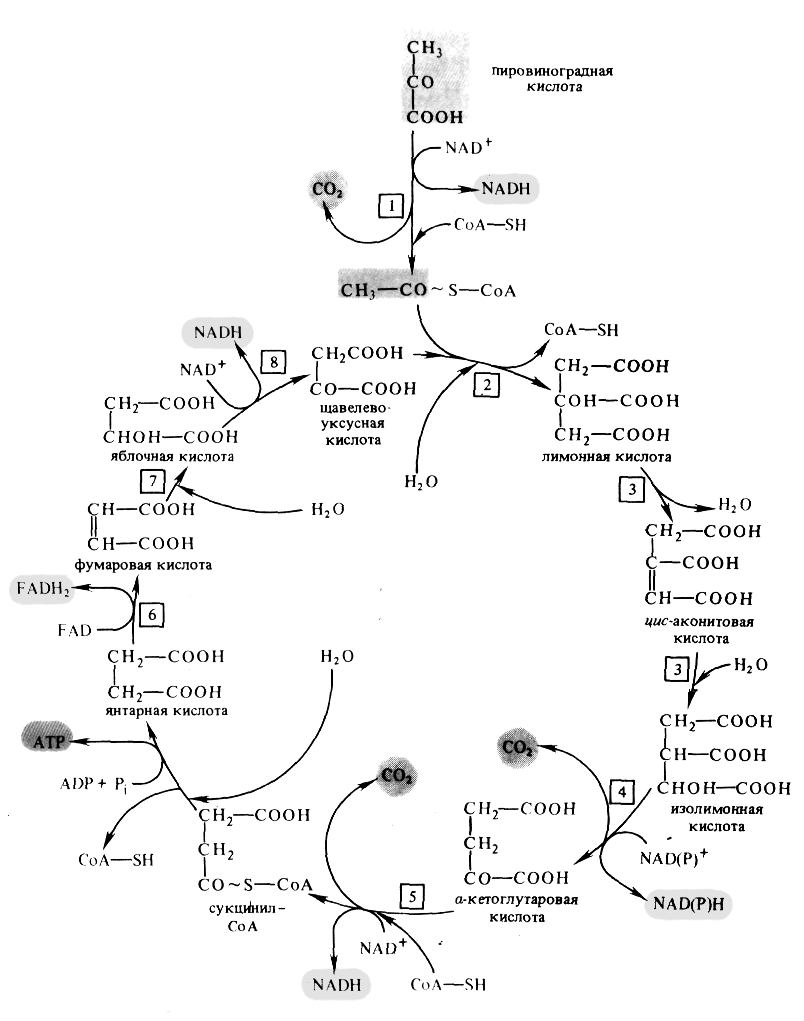 CH₃
CO
COOH
пировиноградная
кислота
NAD⁺
NADH
CO₂
1
CoA—SH
CH₃—CO~S—CoA
NADH
NAD⁺
8
CH₂COOH
CO—COOH
щавелево-
уксусная
кислота
2
CoA—SH
H₂O
CH₂—COOH
COH—COOH
CH₂—COOH
лимонная кислота
3
H₂O
CH₂—COOH
C—COOH
CH—COOH
цис-аконитовая
кислота
3
H₂O
CH₂—COOH
CH—COOH
CHOH—COOH
изолимонная
кислота
4
CO₂
NAD(P)⁺
NAD(P)H
CH₂—COOH
CH₂
CO—COOH
α-кетоглутаровая
кислота
5
CO₂
NAD⁺
NADH
CoA—SH
CH₂—COOH
CH₂
CO~S—CoA
сукцинил-
CoA
H₂O
ATP
ADP + Pᵢ
CoA—SH
CH₂—COOH
CH₂—COOH
янтарная кислота
6
FADH₂
FAD
CH—COOH
CH—COOH
фумаровая кислота
7
H₂O
CH₂—COOH
CHOH—COOH
яблочная кислота